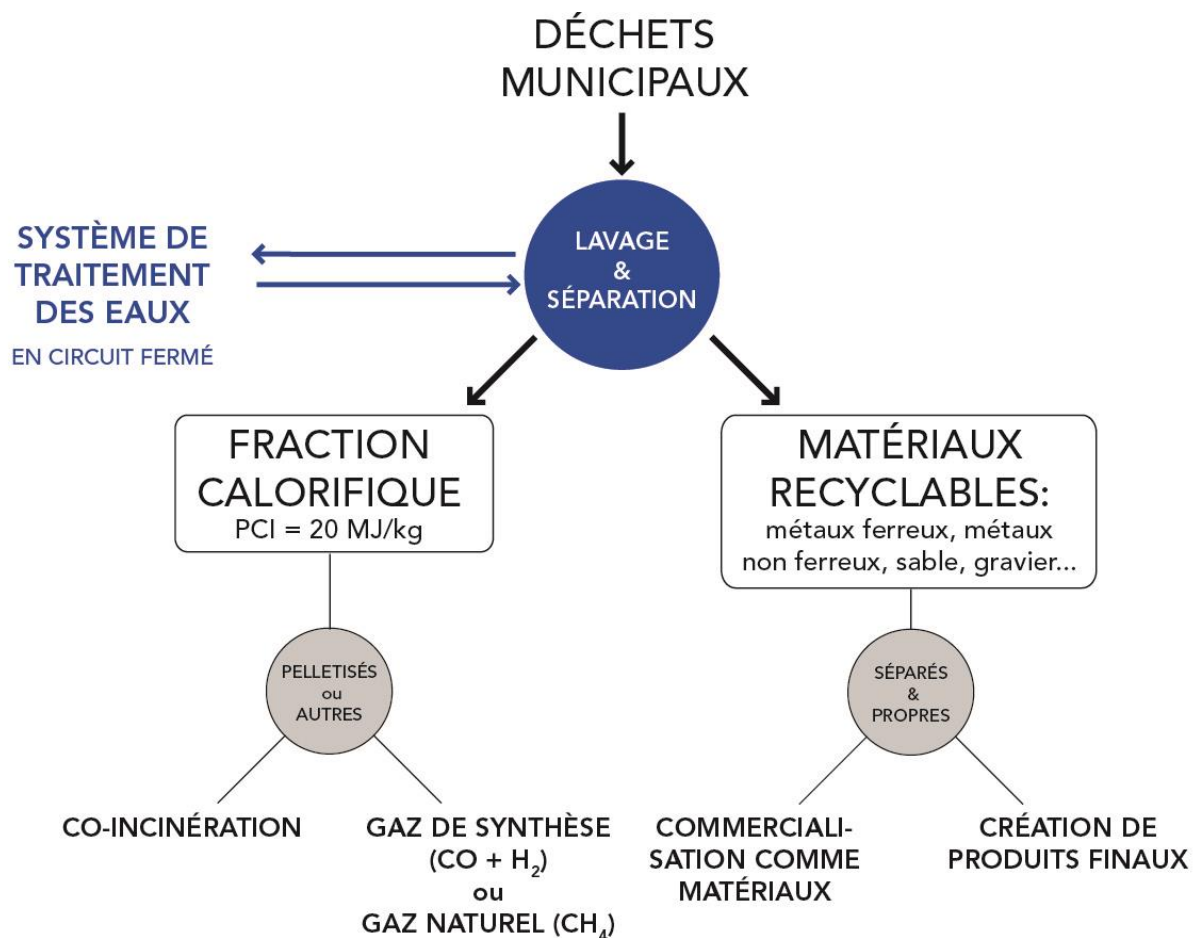 DÉCHETS
MUNICIPAUX
LAVAGE
&
SÉPARATION
SYSTÈME DE
TRAITEMENT
DES EAUX
EN CIRCUIT FERMÉ
FRACTION
CALORIFIQUE
PCI = 20 MJ/kg
MATÉRIAUX
RECYCLABLES:
métaux ferreux, métaux
non ferreux, sable, gravier...
PELLETISÉS
ou
AUTRES
SÉPARÉS
&
PROPRES
CO-INCINÉRATION
GAZ DE SYNTHÈSE
(CO + H₂)
ou
GAZ NATUREL (CH₄)
COMMERCIALI-
SATION COMME
MATÉRIAUX
CRÉATION DE
PRODUITS FINAUX